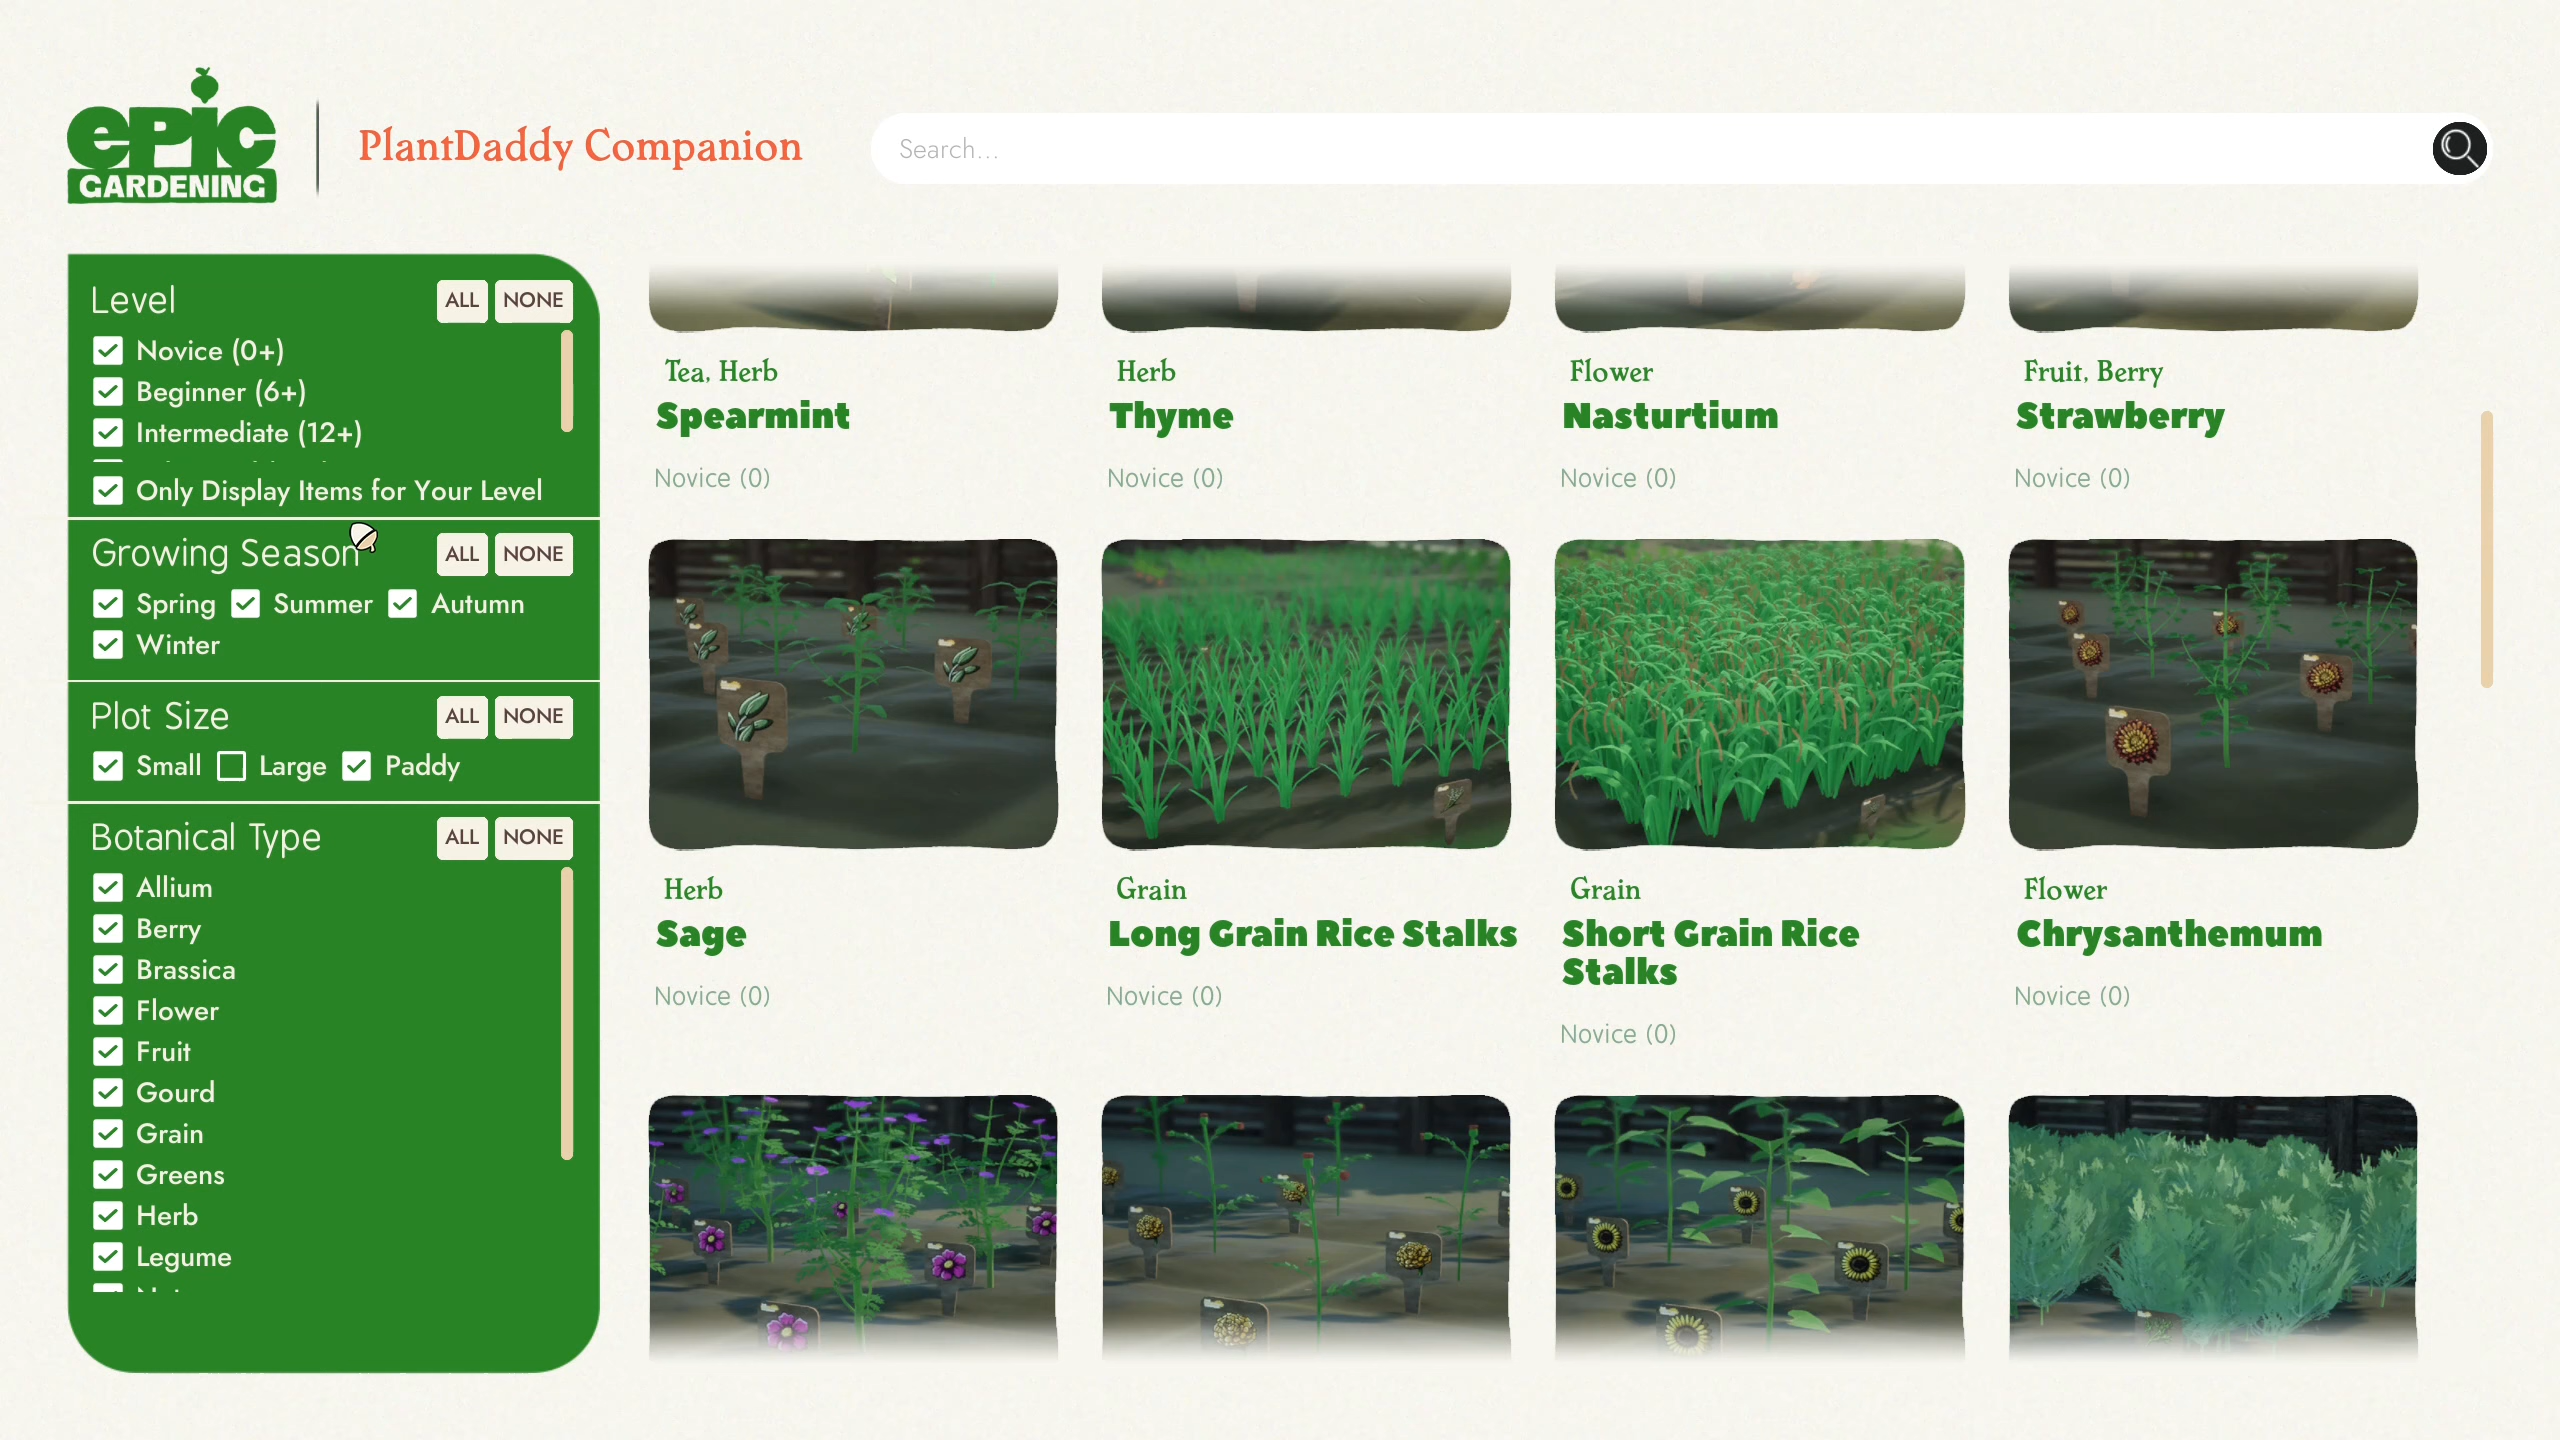 epic
GARDENING
PlantDaddy Companion
Search...
Level
ALL
NONE
Novice (0+)
Beginner (6+)
Intermediate (12+)
Only Display Items for Your Level
Growing Season
ALL
NONE
Spring
Summer
Autumn
Winter
Plot Size
ALL
NONE
Small
Large
Paddy
Botanical Type
ALL
NONE
Allium
Berry
Brassica
Flower
Fruit
Gourd
Grain
Greens
Herb
Legume
Tea, Herb
Spearmint
Novice (0)
Herb
Thyme
Novice (0)
Flower
Nasturtium
Novice (0)
Fruit, Berry
Strawberry
Novice (0)
Herb
Sage
Novice (0)
Grain
Long Grain Rice Stalks
Novice (0)
Grain
Short Grain Rice
Stalks
Novice (0)
Flower
Chrysanthemum
Novice (0)